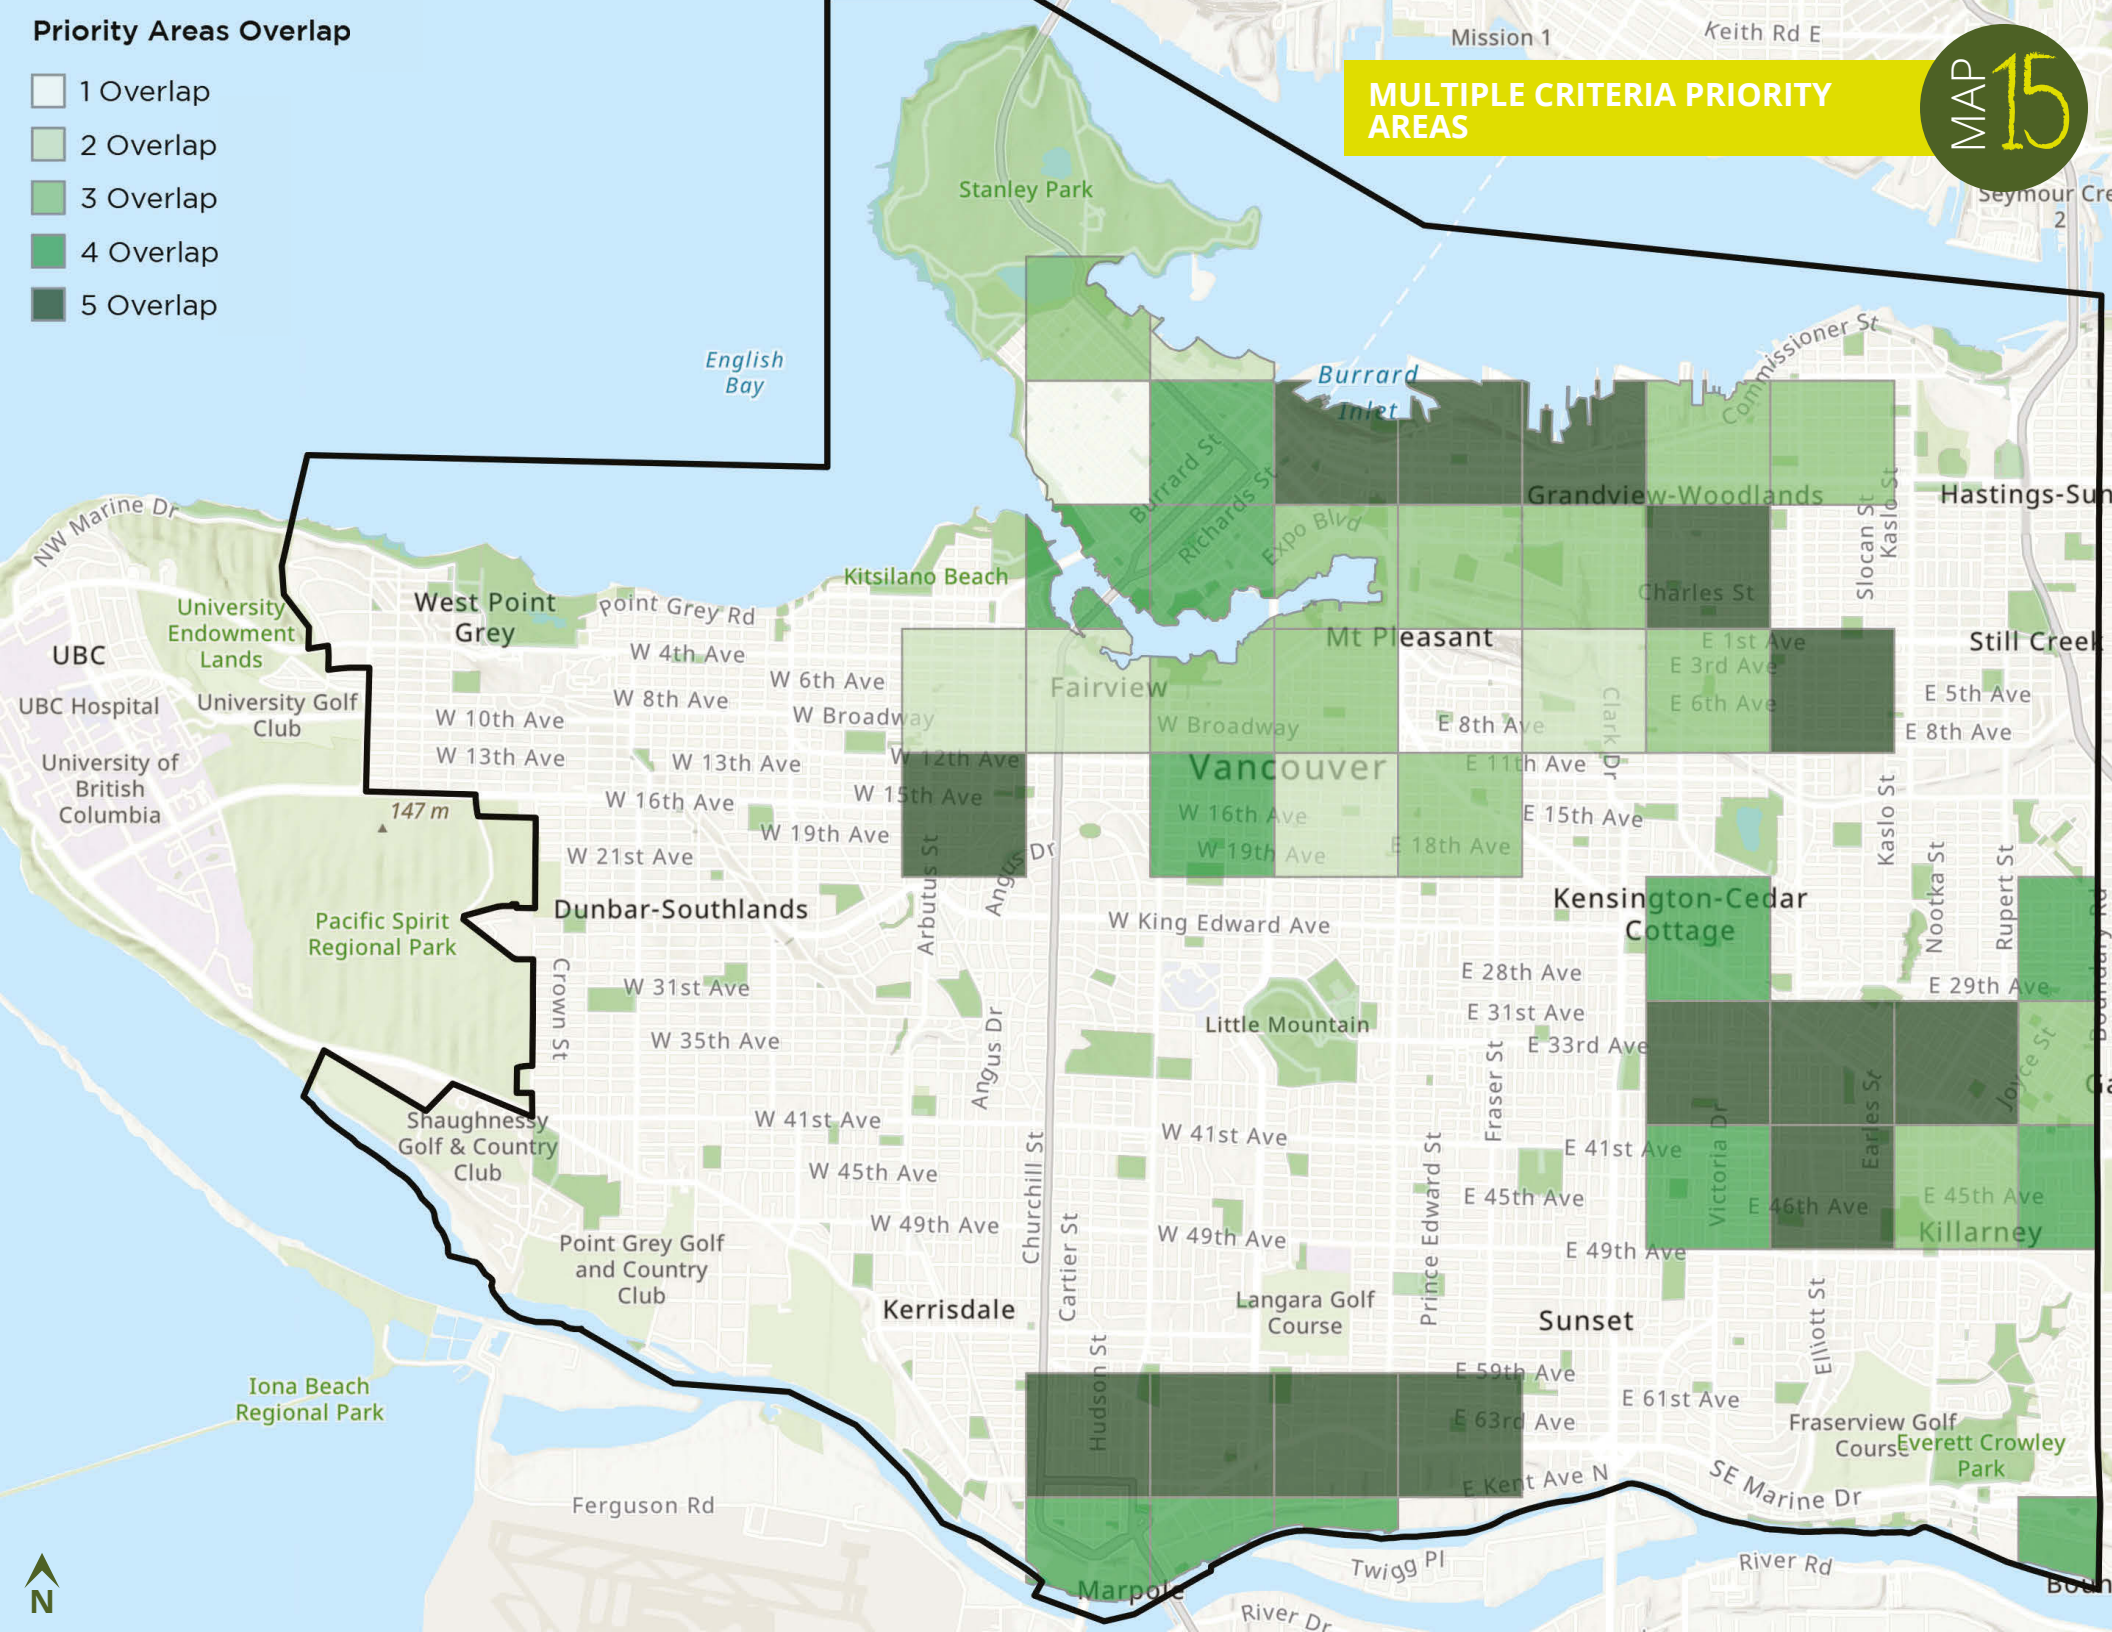 Priority Areas Overlap
1 Overlap
2 Overlap
3 Overlap
4 Overlap
5 Overlap
MULTIPLE CRITERIA PRIORITY
AREAS
MAP
15
Mission 1
Keith Rd E
Seymour Cre
2
Stanley Park
English
Bay
Burrard
Inlet
Commissioner St
Burrard St
Richards St
Expo Blvd
Grandview-Woodlands
Slocan St
Kaslo St
Hastings-Sun
NW Marine Dr
Kitsilano Beach
West Point
Grey
Point Grey Rd
University
Endowment
Lands
Charles St
UBC
W 4th Ave
Mt Pleasant
E 1st Ave
Still Creek
E 3rd Ave
UBC Hospital
University Golf
Club
W 6th Ave
W 8th Ave
Fairview
E 6th Ave
E 5th Ave
W 10th Ave
W Broadway
W Broadway
E 8th Ave
Clark Dr
E 8th Ave
W 13th Ave
W 13th Ave
W 12th Ave
Vancouver
E 11th Ave
University of
British
Columbia
147 m
W 16th Ave
W 15th Ave
W 16th Ave
E 15th Ave
Kaslo St
W 19th Ave
W 21st Ave
W 19th Ave
E 18th Ave
Arbutus St
Angus Dr
Nootka St
Rupert St
Boundary Rd
Dunbar-Southlands
Kensington-Cedar
Cottage
Pacific Spirit
Regional Park
W King Edward Ave
Crown St
W 31st Ave
E 28th Ave
E 29th Ave
Little Mountain
E 31st Ave
W 35th Ave
Angus Dr
Fraser St
E 33rd Ave
Joyce St
Ga
Earles St
Victoria Dr
Shaughnessy
Golf & Country
Club
W 41st Ave
W 41st Ave
E 41st Ave
Churchill St
Prince Edward St
W 45th Ave
E 45th Ave
E 46th Ave
E 45th Ave
W 49th Ave
W 49th Ave
E 49th Ave
Killarney
Cartier St
Point Grey Golf
and Country
Club
Kerrisdale
Langara Golf
Course
Sunset
Elliott St
Hudson St
Iona Beach
Regional Park
E 59th Ave
E 61st Ave
E 63rd Ave
Fraserview Golf
Course
Everett Crowley
Park
Ferguson Rd
E Kent Ave N
SE Marine Dr
Twigg Pl
River Rd
Marpole
River Dr
Boun
N